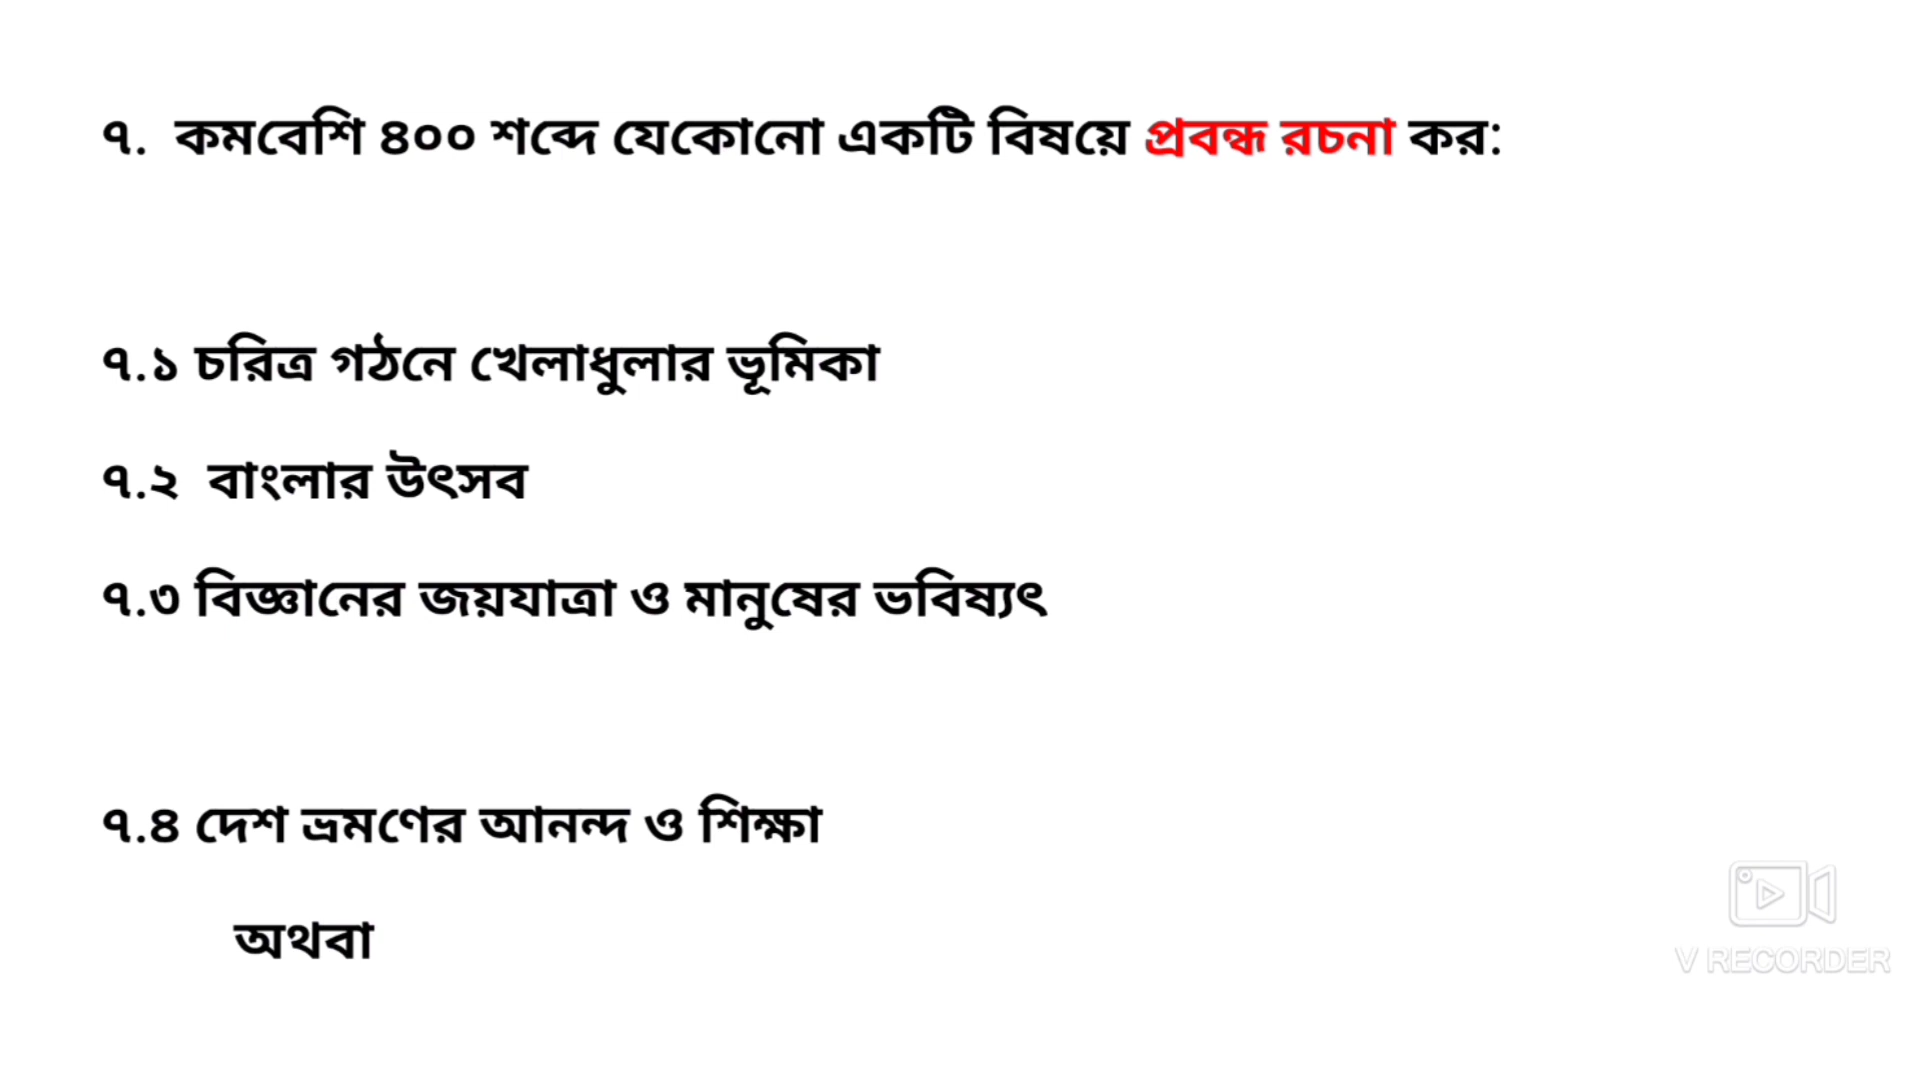 ৭. কমবেশি ৪০০ শব্দে যেকোনো একটি বিষয়ে প্রবন্ধ রচনা কর:
৭.১ চরিত্র গঠনে খেলাধুলার ভূমিকা
৭.২ বাংলার উৎসব
৭.৩ বিজ্ঞানের জয়যাত্রা ও মানুষের ভবিষ্যৎ
৭.৪ দেশ ভ্রমণের আনন্দ ও শিক্ষা
অথবা
V RECORDER